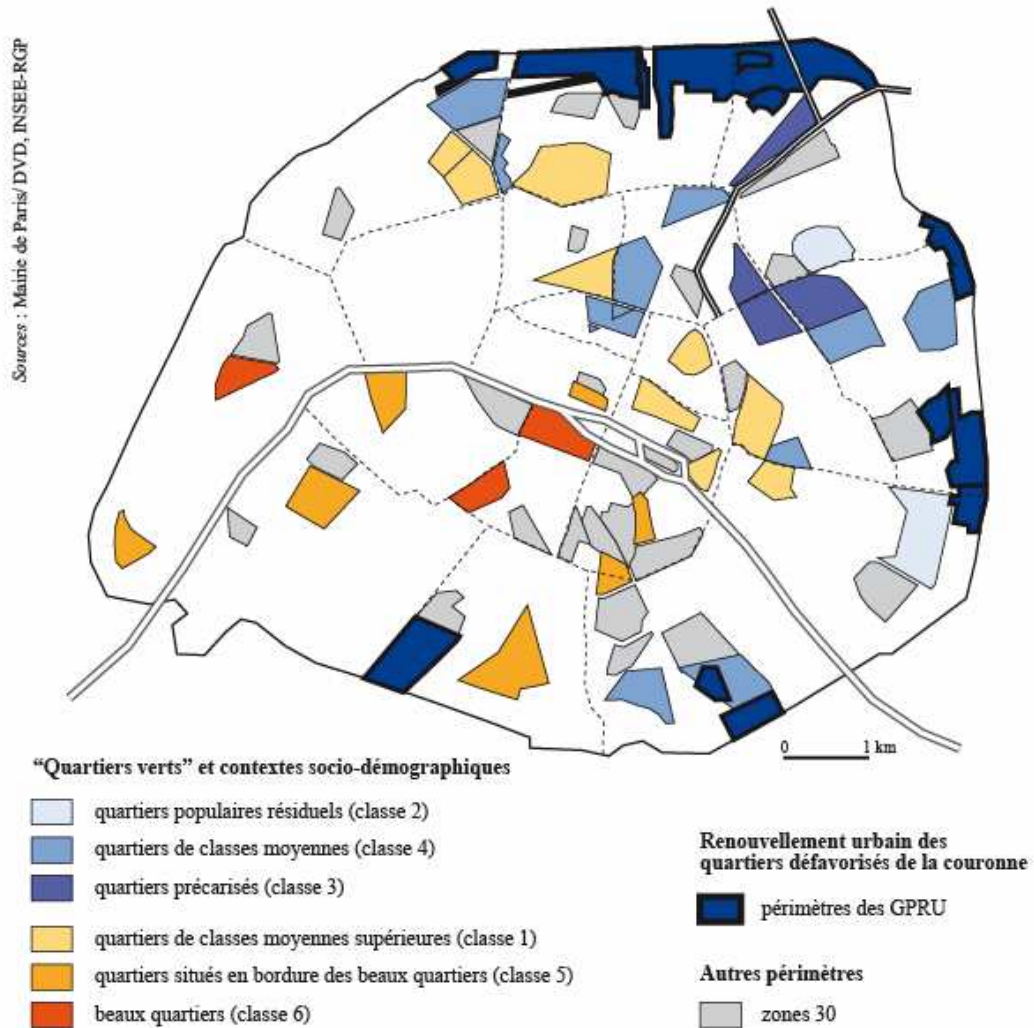 Sources : Mairie de Paris/ DVD, INSEE-RGP
0 1 km
“Quartiers verts” et contextes socio-démographiques
quartiers populaires résiduels (classe 2)
quartiers de classes moyennes (classe 4)
quartiers précarisés (classe 3)
quartiers de classes moyennes supérieures (classe 1)
quartiers situés en bordure des beaux quartiers (classe 5)
beaux quartiers (classe 6)
Renouvellement urbain des
quartiers défavorisés de la couronne
périmètres des GPRU
Autres périmètres
zones 30